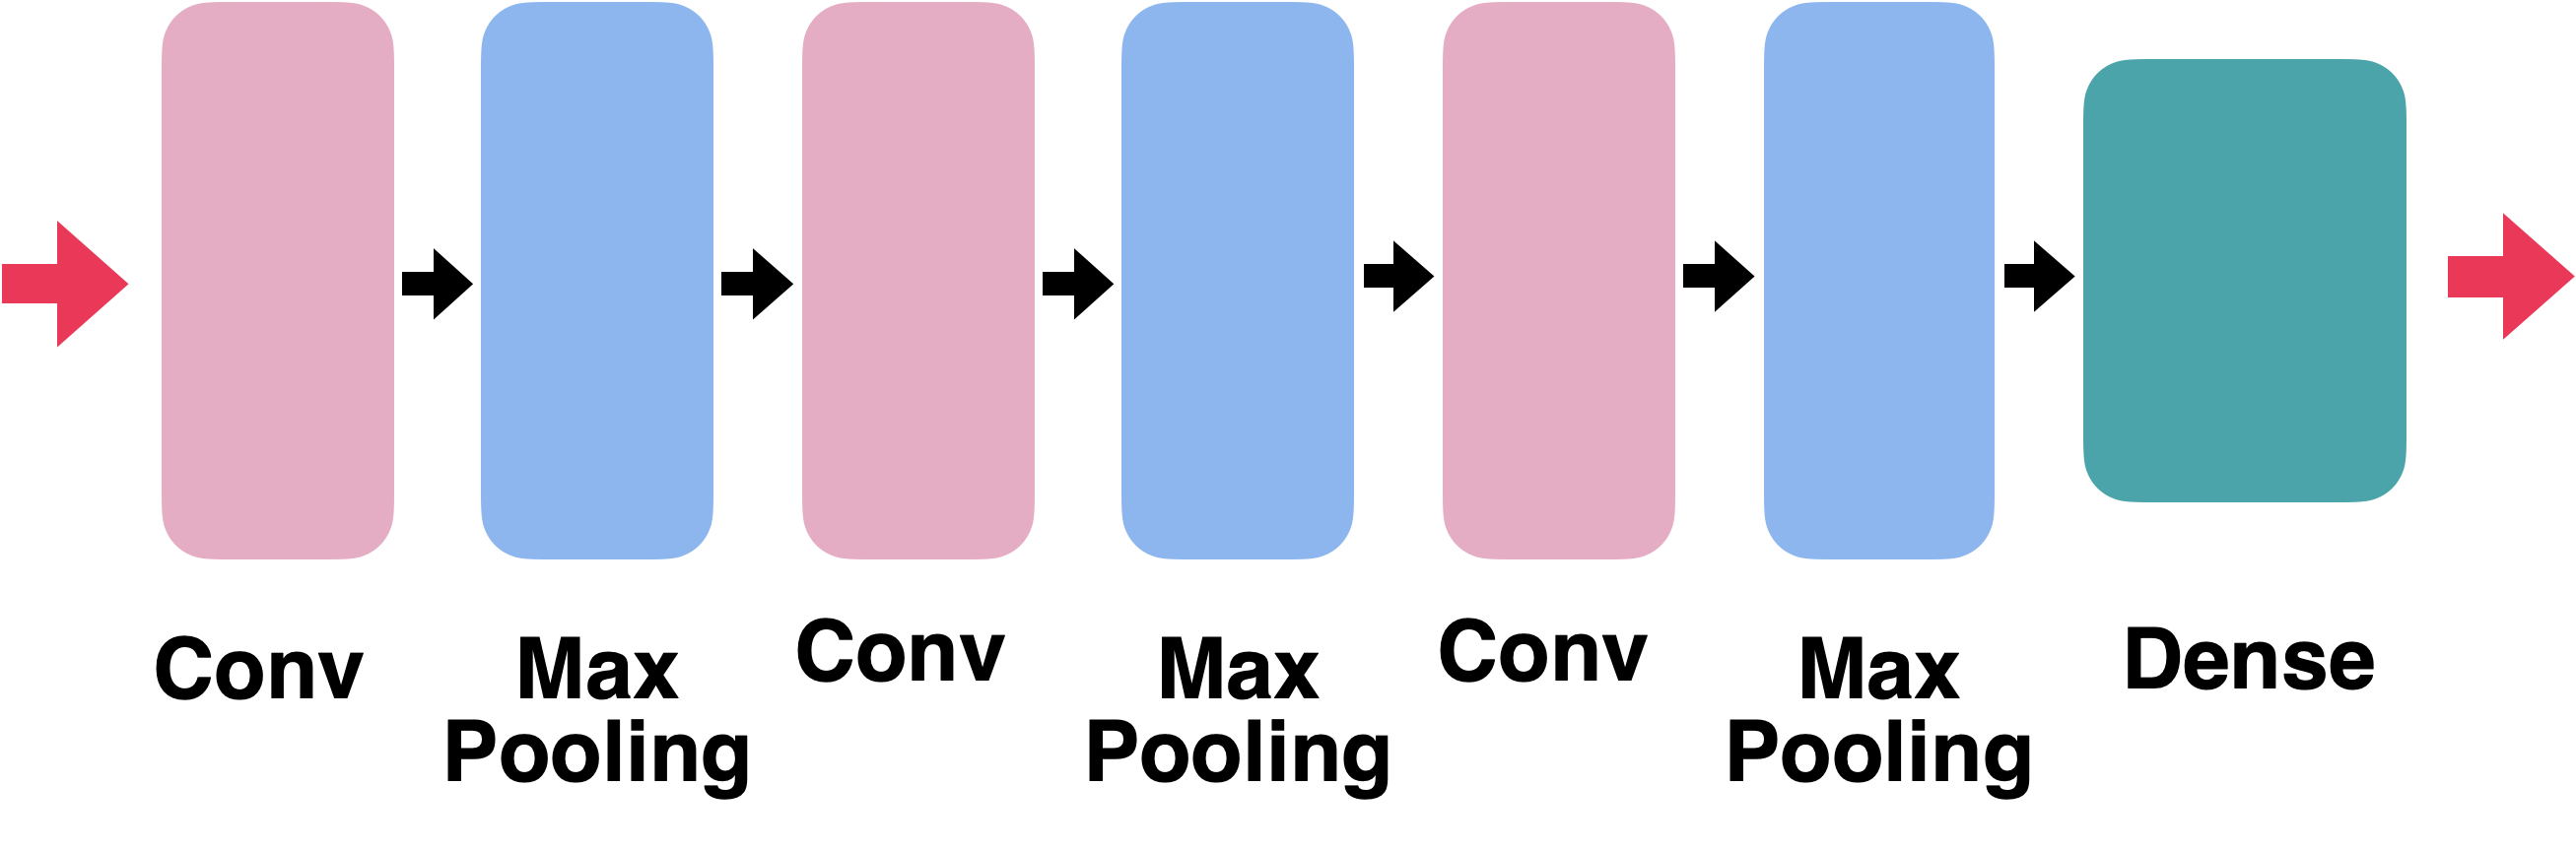 Conv
Max
Pooling
Conv
Max
Pooling
Conv
Max
Pooling
Dense